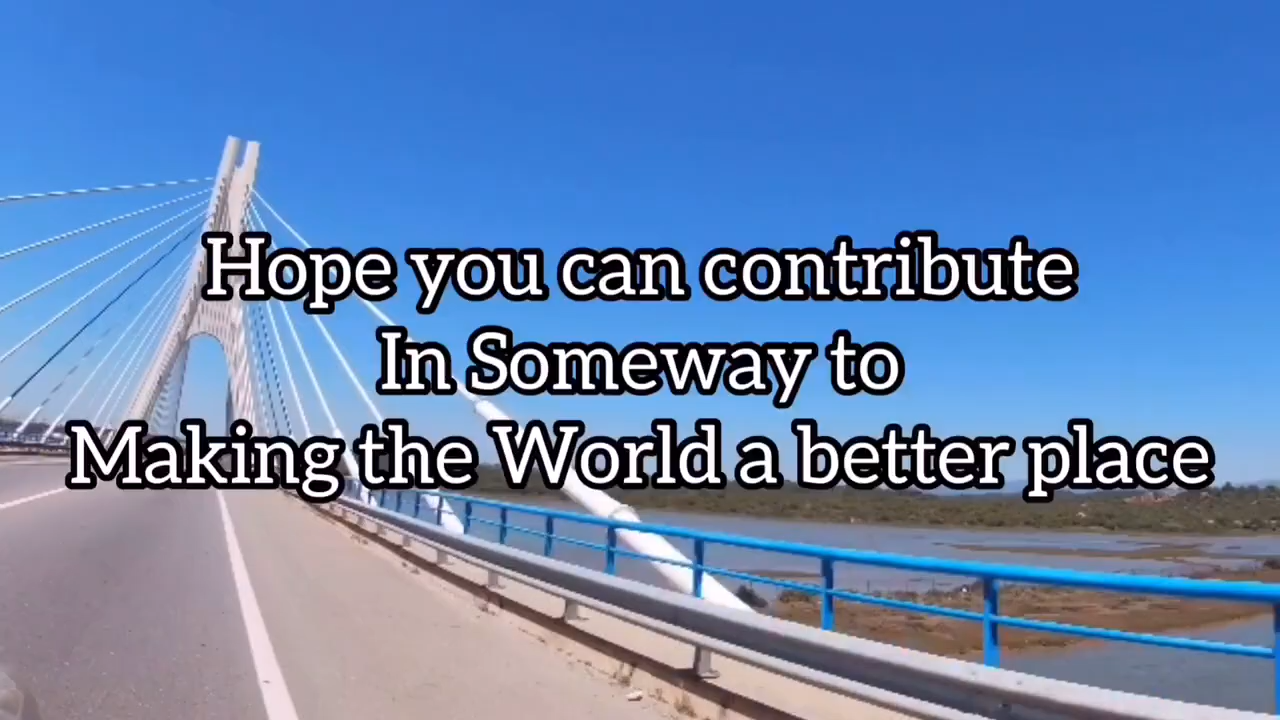 Hope you can contribute
In Someway to
Making the World a better place